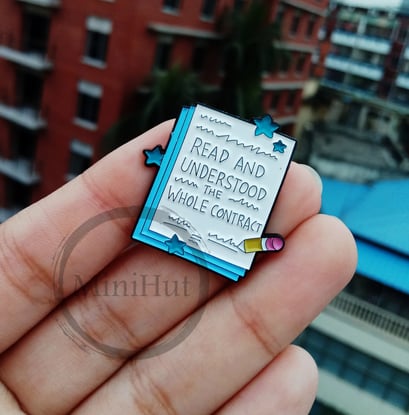 READ AND
UNDERSTOOD
THE
WHOLE CONTRACT
MiniHut